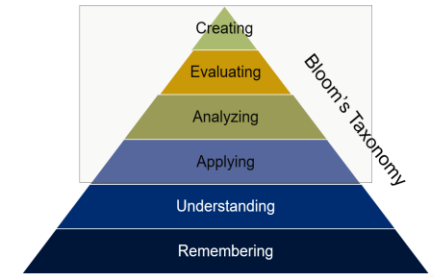 Creating
Evaluating
Analyzing
Applying
Understanding
Remembering
Bloom's Taxonomy